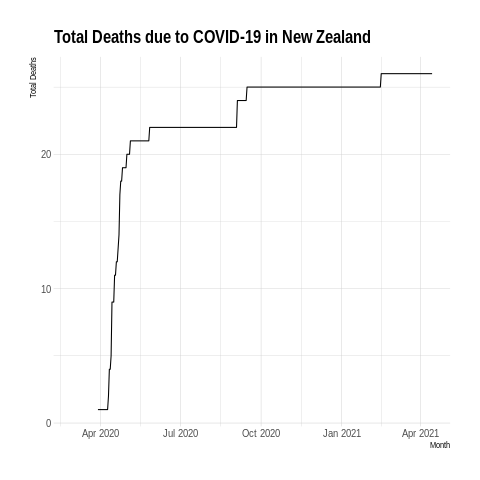 Total Deaths due to COVID-19 in New Zealand
Total Deaths
20
10
0
Apr 2020 Jul 2020 Oct 2020 Jan 2021 Apr 2021
Month